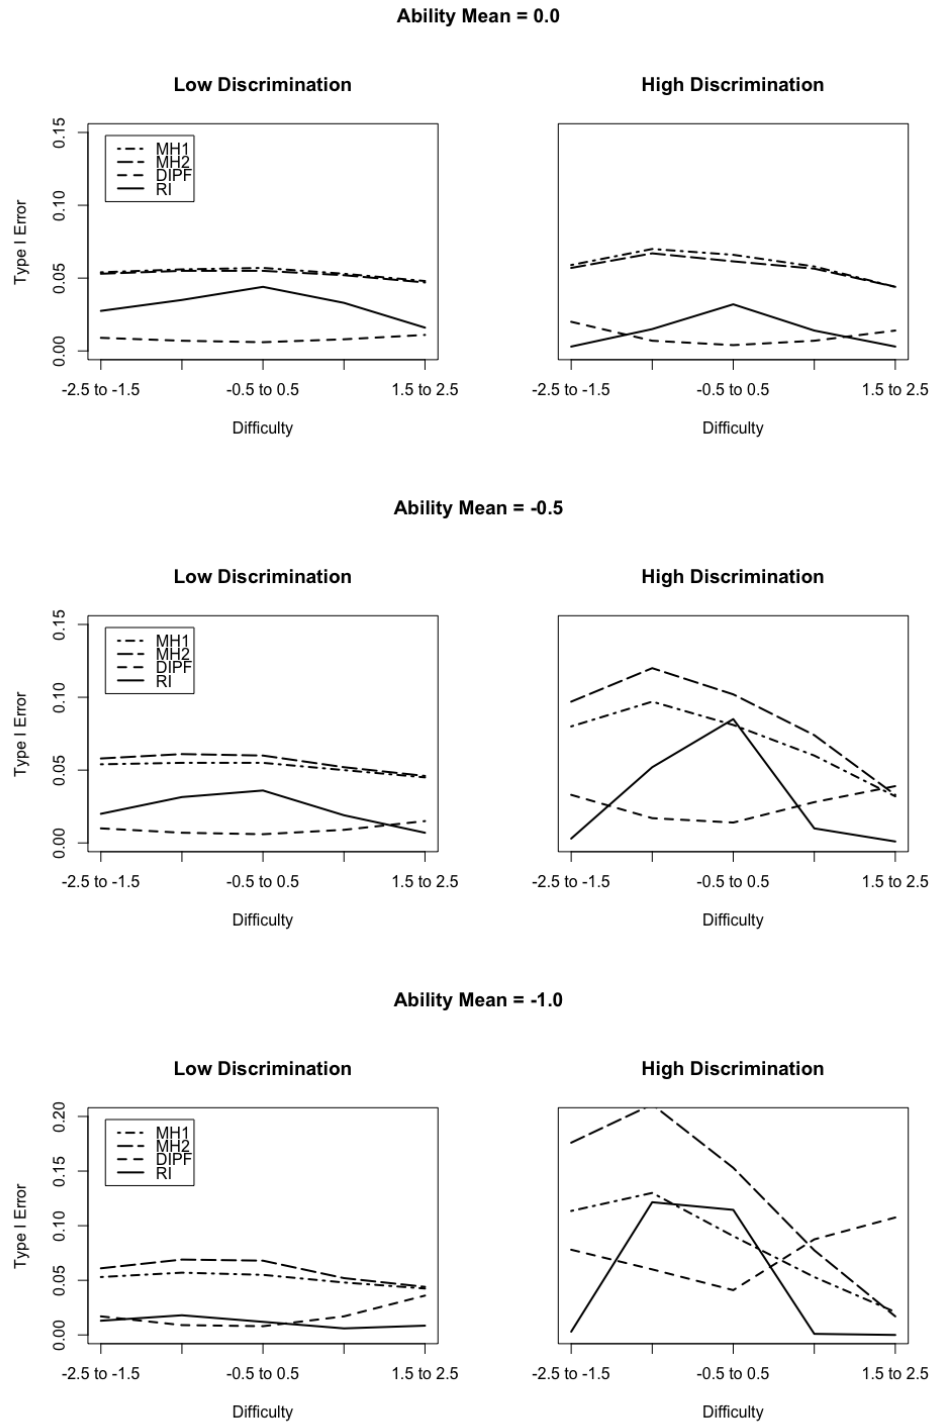 Ability Mean = 0.0
Low Discrimination
High Discrimination
Type I Error
0.15
0.10
0.05
0.00
MH1
MH2
DIPF
RI
-2.5 to -1.5
-0.5 to 0.5
1.5 to 2.5
Difficulty
-2.5 to -1.5
-0.5 to 0.5
1.5 to 2.5
Difficulty
Ability Mean = -0.5
Low Discrimination
High Discrimination
Type I Error
0.15
0.10
0.05
0.00
MH1
MH2
DIPF
RI
-2.5 to -1.5
-0.5 to 0.5
1.5 to 2.5
Difficulty
-2.5 to -1.5
-0.5 to 0.5
1.5 to 2.5
Difficulty
Ability Mean = -1.0
Low Discrimination
High Discrimination
Type I Error
0.20
0.15
0.10
0.05
0.00
MH1
MH2
DIPF
RI
-2.5 to -1.5
-0.5 to 0.5
1.5 to 2.5
Difficulty
-2.5 to -1.5
-0.5 to 0.5
1.5 to 2.5
Difficulty